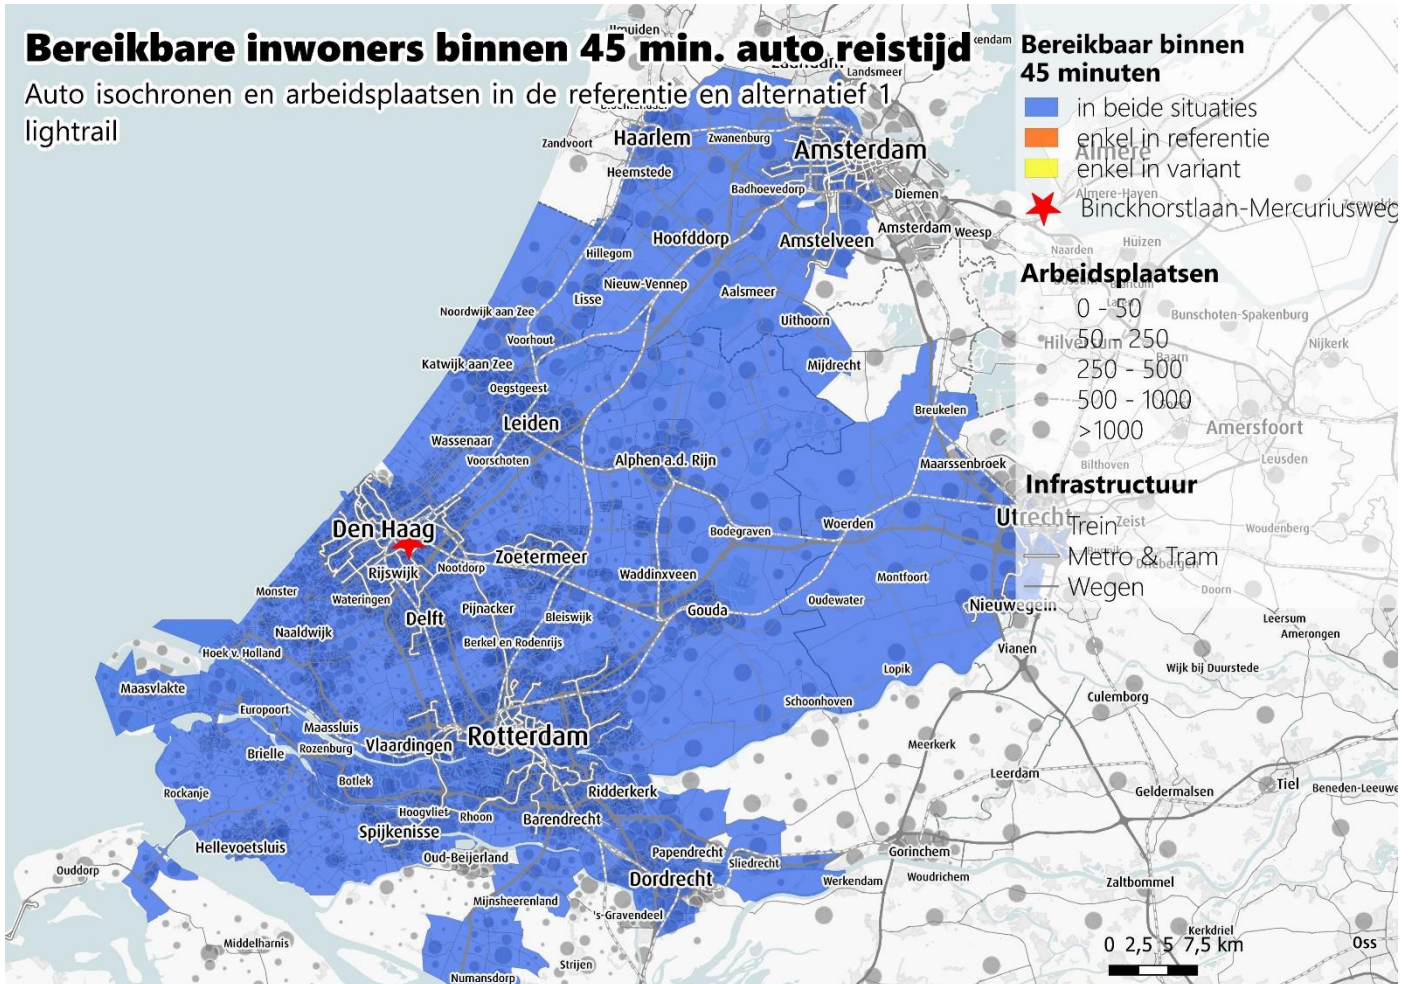 Bereikbare inwoners binnen 45 min. auto reistijd
Auto isochronen en arbeidsplaatsen in de referentie en alternatief 1
lightrail
Bereikbaar binnen
45 minuten
in beide situaties
enkel in referentie
enkel in variant
Binckhorstlaan-Mercuriusweg
Arbeidsplaatsen
0 - 50
50 - 250
250 - 500
500 - 1000
>1000
Infrastructuur
Trein
Metro & Tram
Wegen
IJmuiden
Landsmeer
Zandvoort
Haarlem
Zwanenburg
Amsterdam
Almere
Heemstede
Badhoevedorp
Diemen
Almere-Haven
Hoofddorp
Amstelveen
Amsterdam
Weesp
Naarden
Huizen
Hillegom
Nieuw-Vennep
Lisse
Aalsmeer
Noordwijk aan Zee
Uithoorn
Bunschoten-Spakenburg
Voorhout
Hilversum
Nijkerk
Katwijk aan Zee
Mijdrecht
Baarn
Oegstgeest
Leiden
Breukelen
Amersfoort
Wassenaar
Voorschoten
Alphen a.d. Rijn
Maarssenbroek
Bilthoven
Leusden
Den Haag
Bodegraven
Woerden
Utrecht
Zeist
Woudenberg
Rijswijk
Nootdorp
Zoetermeer
Waddinxveen
Montfoort
Driebergen
Doorn
Monster
Wateringen
Delft
Pijnacker
Bleiswijk
Gouda
Oudewater
Nieuwegein
Leersum
Amerongen
Naaldwijk
Berkel en Rodenrijs
Hoek v. Holland
Vianen
Lopik
Wijk bij Duurstede
Maasvlakte
Schoonhoven
Culemborg
Europoort
Maassluis
Rotterdam
Brielle
Rozenburg
Vlaardingen
Meerkerk
Leerdam
Botlek
Rockanje
Ridderkerk
Geldermalsen
Tiel
Beneden-Leeuwe
Hoogvliet
Rhoon
Barendrecht
Spijkenisse
Hellevoetsluis
Oud-Beijerland
Papendrecht
Sliedrecht
Gorinchem
Ouddorp
Dordrecht
Werkendam
Woudrichem
Zaltbommel
Mijnsheerenland
's-Gravendeel
Kerkdriel
Middelharnis
Strijen
Numansdorp
Oss
0 2,5 5 7,5 km